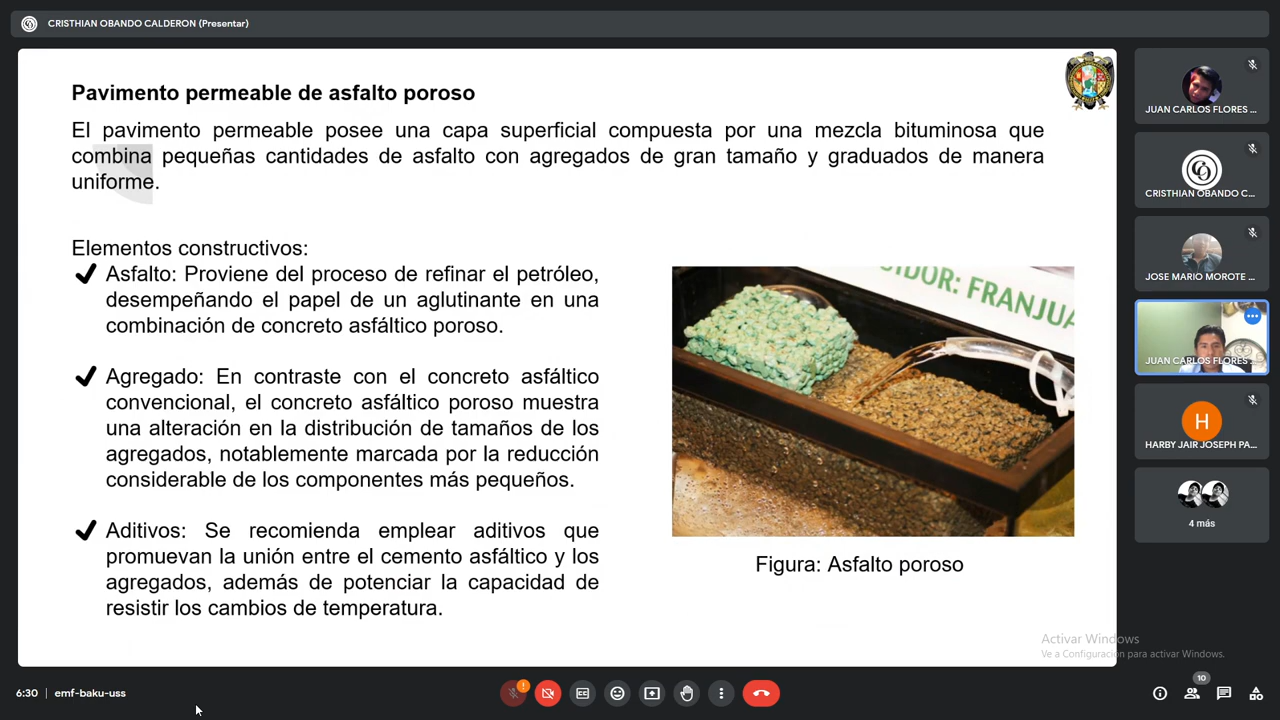 CRISTHIAN OBANDO CALDERON (Presentar)
Pavimento permeable de asfalto poroso
El pavimento permeable posee una capa superficial compuesta por una mezcla bituminosa que
combina pequeñas cantidades de asfalto con agregados de gran tamaño y graduados de manera
uniforme.
Elementos constructivos:
Asfalto: Proviene del proceso de refinar el petróleo,
desempeñando el papel de un aglutinante en una
combinación de concreto asfáltico poroso.
Agregado: En contraste con el concreto asfáltico
convencional, el concreto asfáltico poroso muestra
una alteración en la distribución de tamaños de los
agregados, notablemente marcada por la reducción
considerable de los componentes más pequeños.
Aditivos: Se recomienda emplear aditivos que
promuevan la unión entre el cemento asfáltico y los
agregados, además de potenciar la capacidad de
resistir los cambios de temperatura.
IDOR: FRANJUA
Figura: Asfalto poroso
JUAN CARLOS FLORES ...
CRISTHIAN OBANDO C...
JOSE MARIO MOROTE ...
JUAN CARLOS FLORES ...
H
HARBY JAIR JOSEPH PA...
4 más
Activar Windows
Ve a Configuración para activar Windows.
6:30 | emf-baku-uss
10